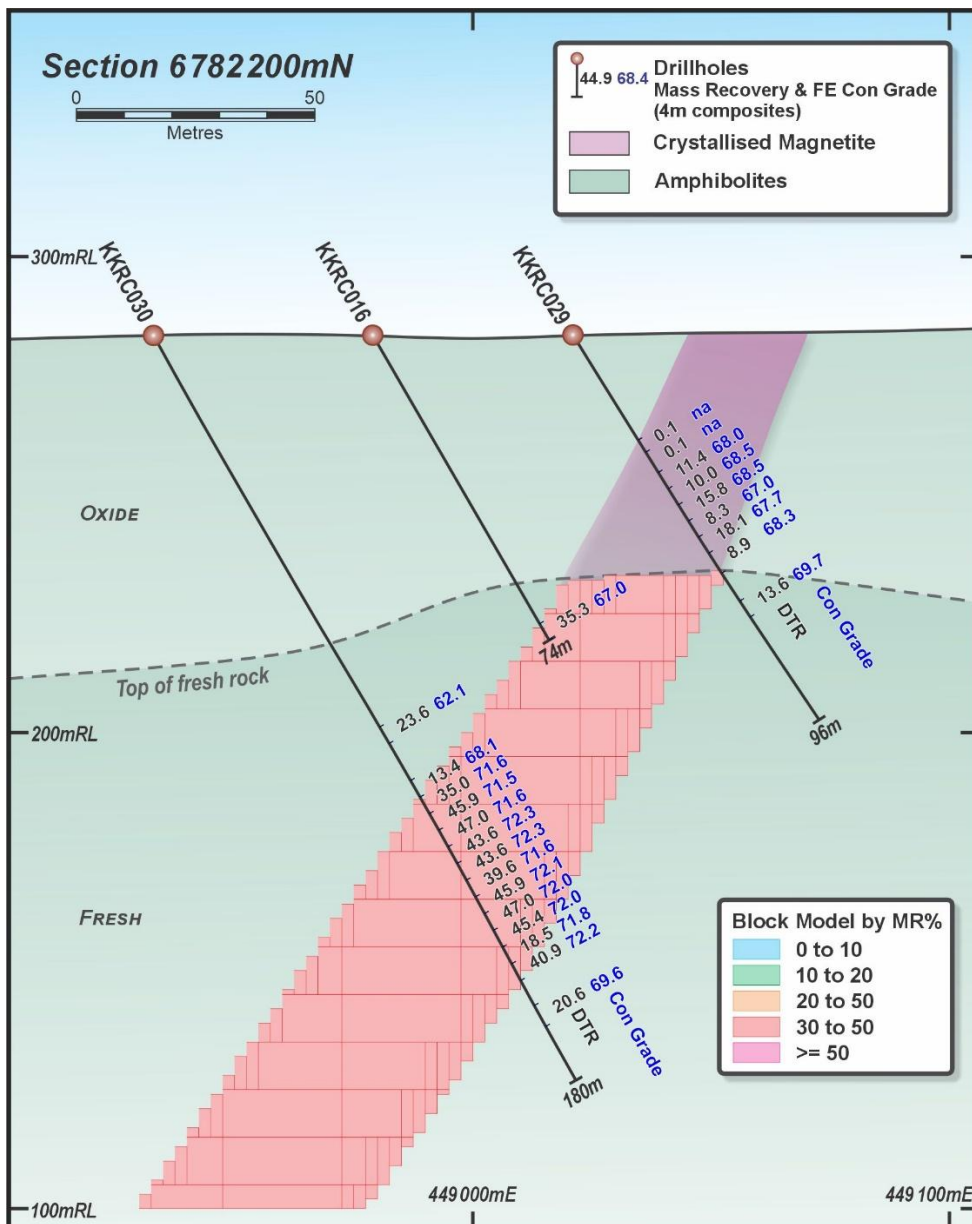 Section 6782200mN
0 50
Metres
44.9 68.4
Drillholes
Mass Recovery & FE Con Grade
(4m composites)
Crystallised Magnetite
Amphibolites
300mRL
KKRC030
KKRC016
KKRC029
0.1 na
0.1 na
11.4 68.0
10.0 68.5
15.8 68.5
8.3 67.0
18.1 67.7
8.9 68.3
13.6 69.7
DTR Con Grade
96m
OXIDE
35.3 67.0
74m
Top of fresh rock
200mRL
23.6 62.1
13.4 68.1
35.0 71.6
45.9 71.5
47.0 71.6
43.6 72.3
43.6 72.3
39.6 71.6
45.9 72.1
47.0 72.0
45.4 72.0
18.5 71.8
40.9 72.2
20.6 69.6
DTR Con Grade
180m
FRESH
Block Model by MR%
0 to 10
10 to 20
20 to 50
30 to 50
>= 50
100mRL
449 000mE
449 100mE